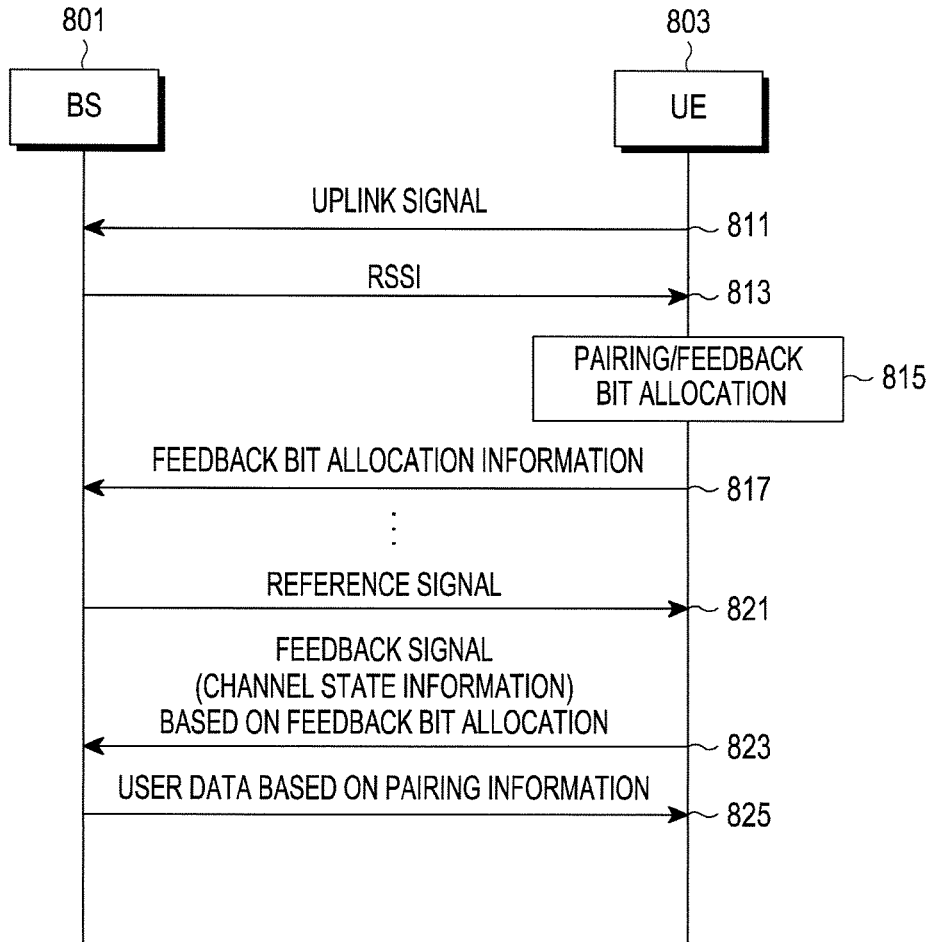 801
803
BS
UE
UPLINK SIGNAL
811
RSSI
813
PAIRING/FEEDBACK
BIT ALLOCATION
815
FEEDBACK BIT ALLOCATION INFORMATION
817
REFERENCE SIGNAL
821
FEEDBACK SIGNAL
(CHANNEL STATE INFORMATION)
BASED ON FEEDBACK BIT ALLOCATION
823
USER DATA BASED ON PAIRING INFORMATION
825